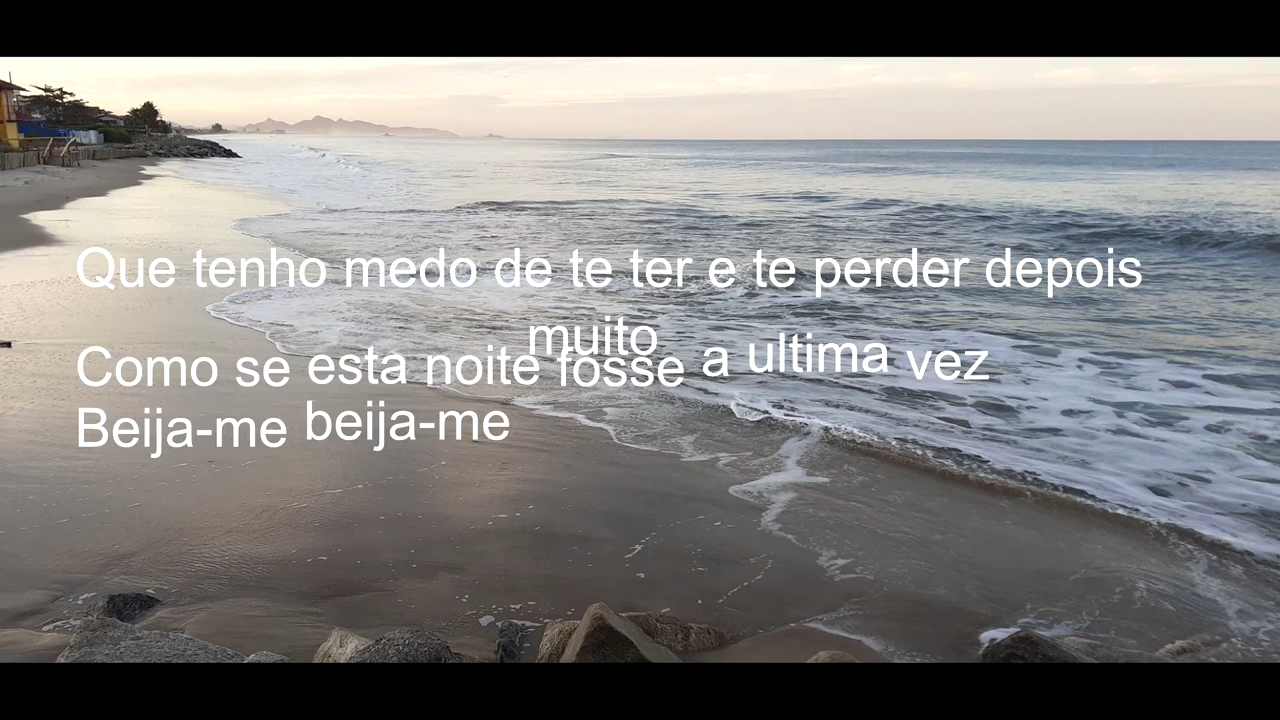 Que tenho medo de te ter e te perder depois
muito
Como se esta noite fosse a ultima vez
Beija-me beija-me